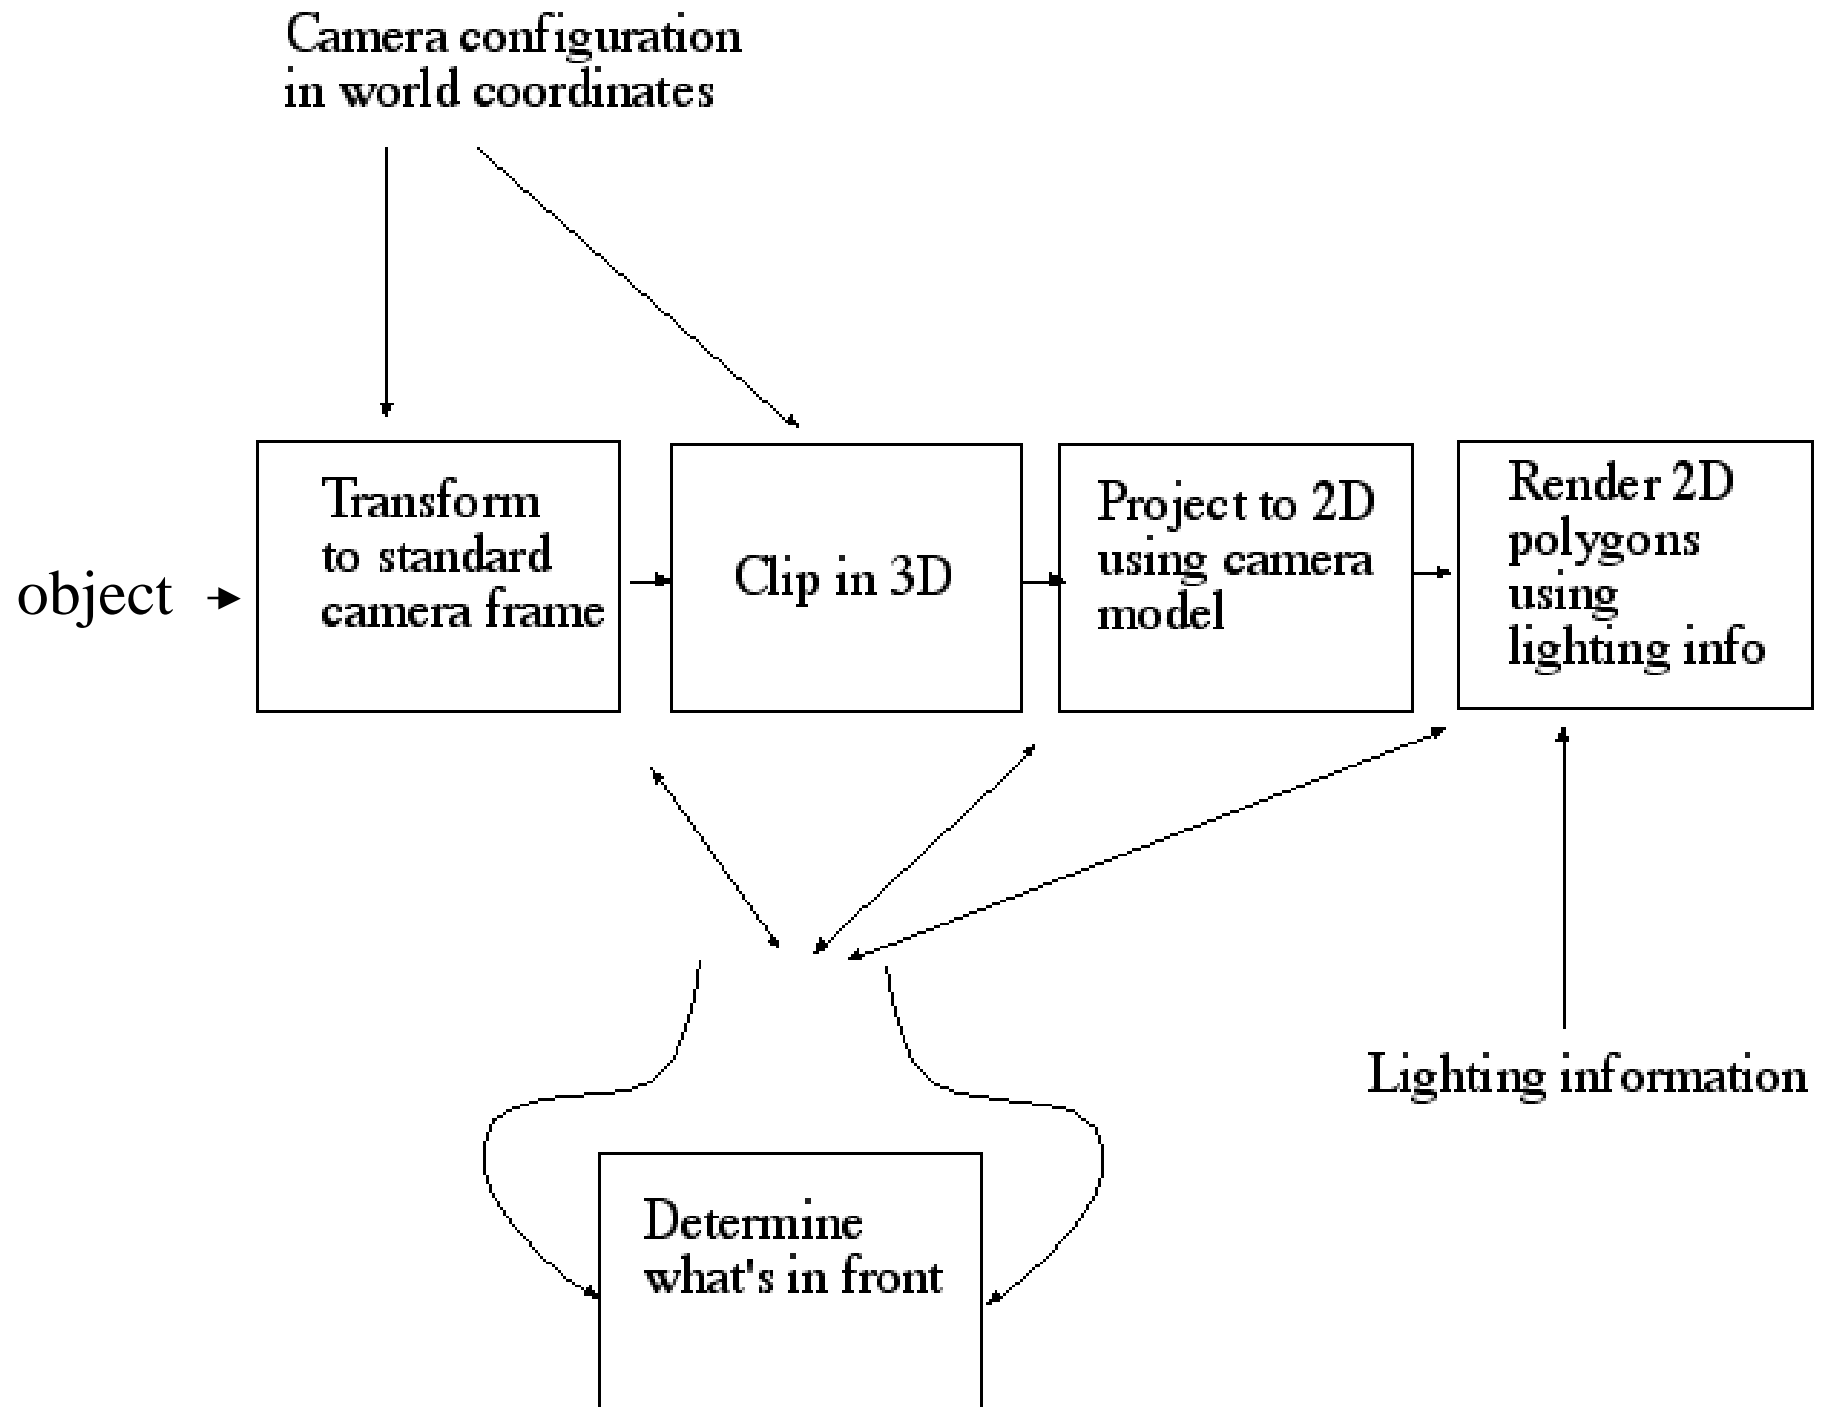 Camera configuration
in world coordinates
object
Transform
to standard
camera frame
Clip in 3D
Project to 2D
using camera
model
Render 2D
polygons
using
lighting info
Lighting information
Determine
what's in front